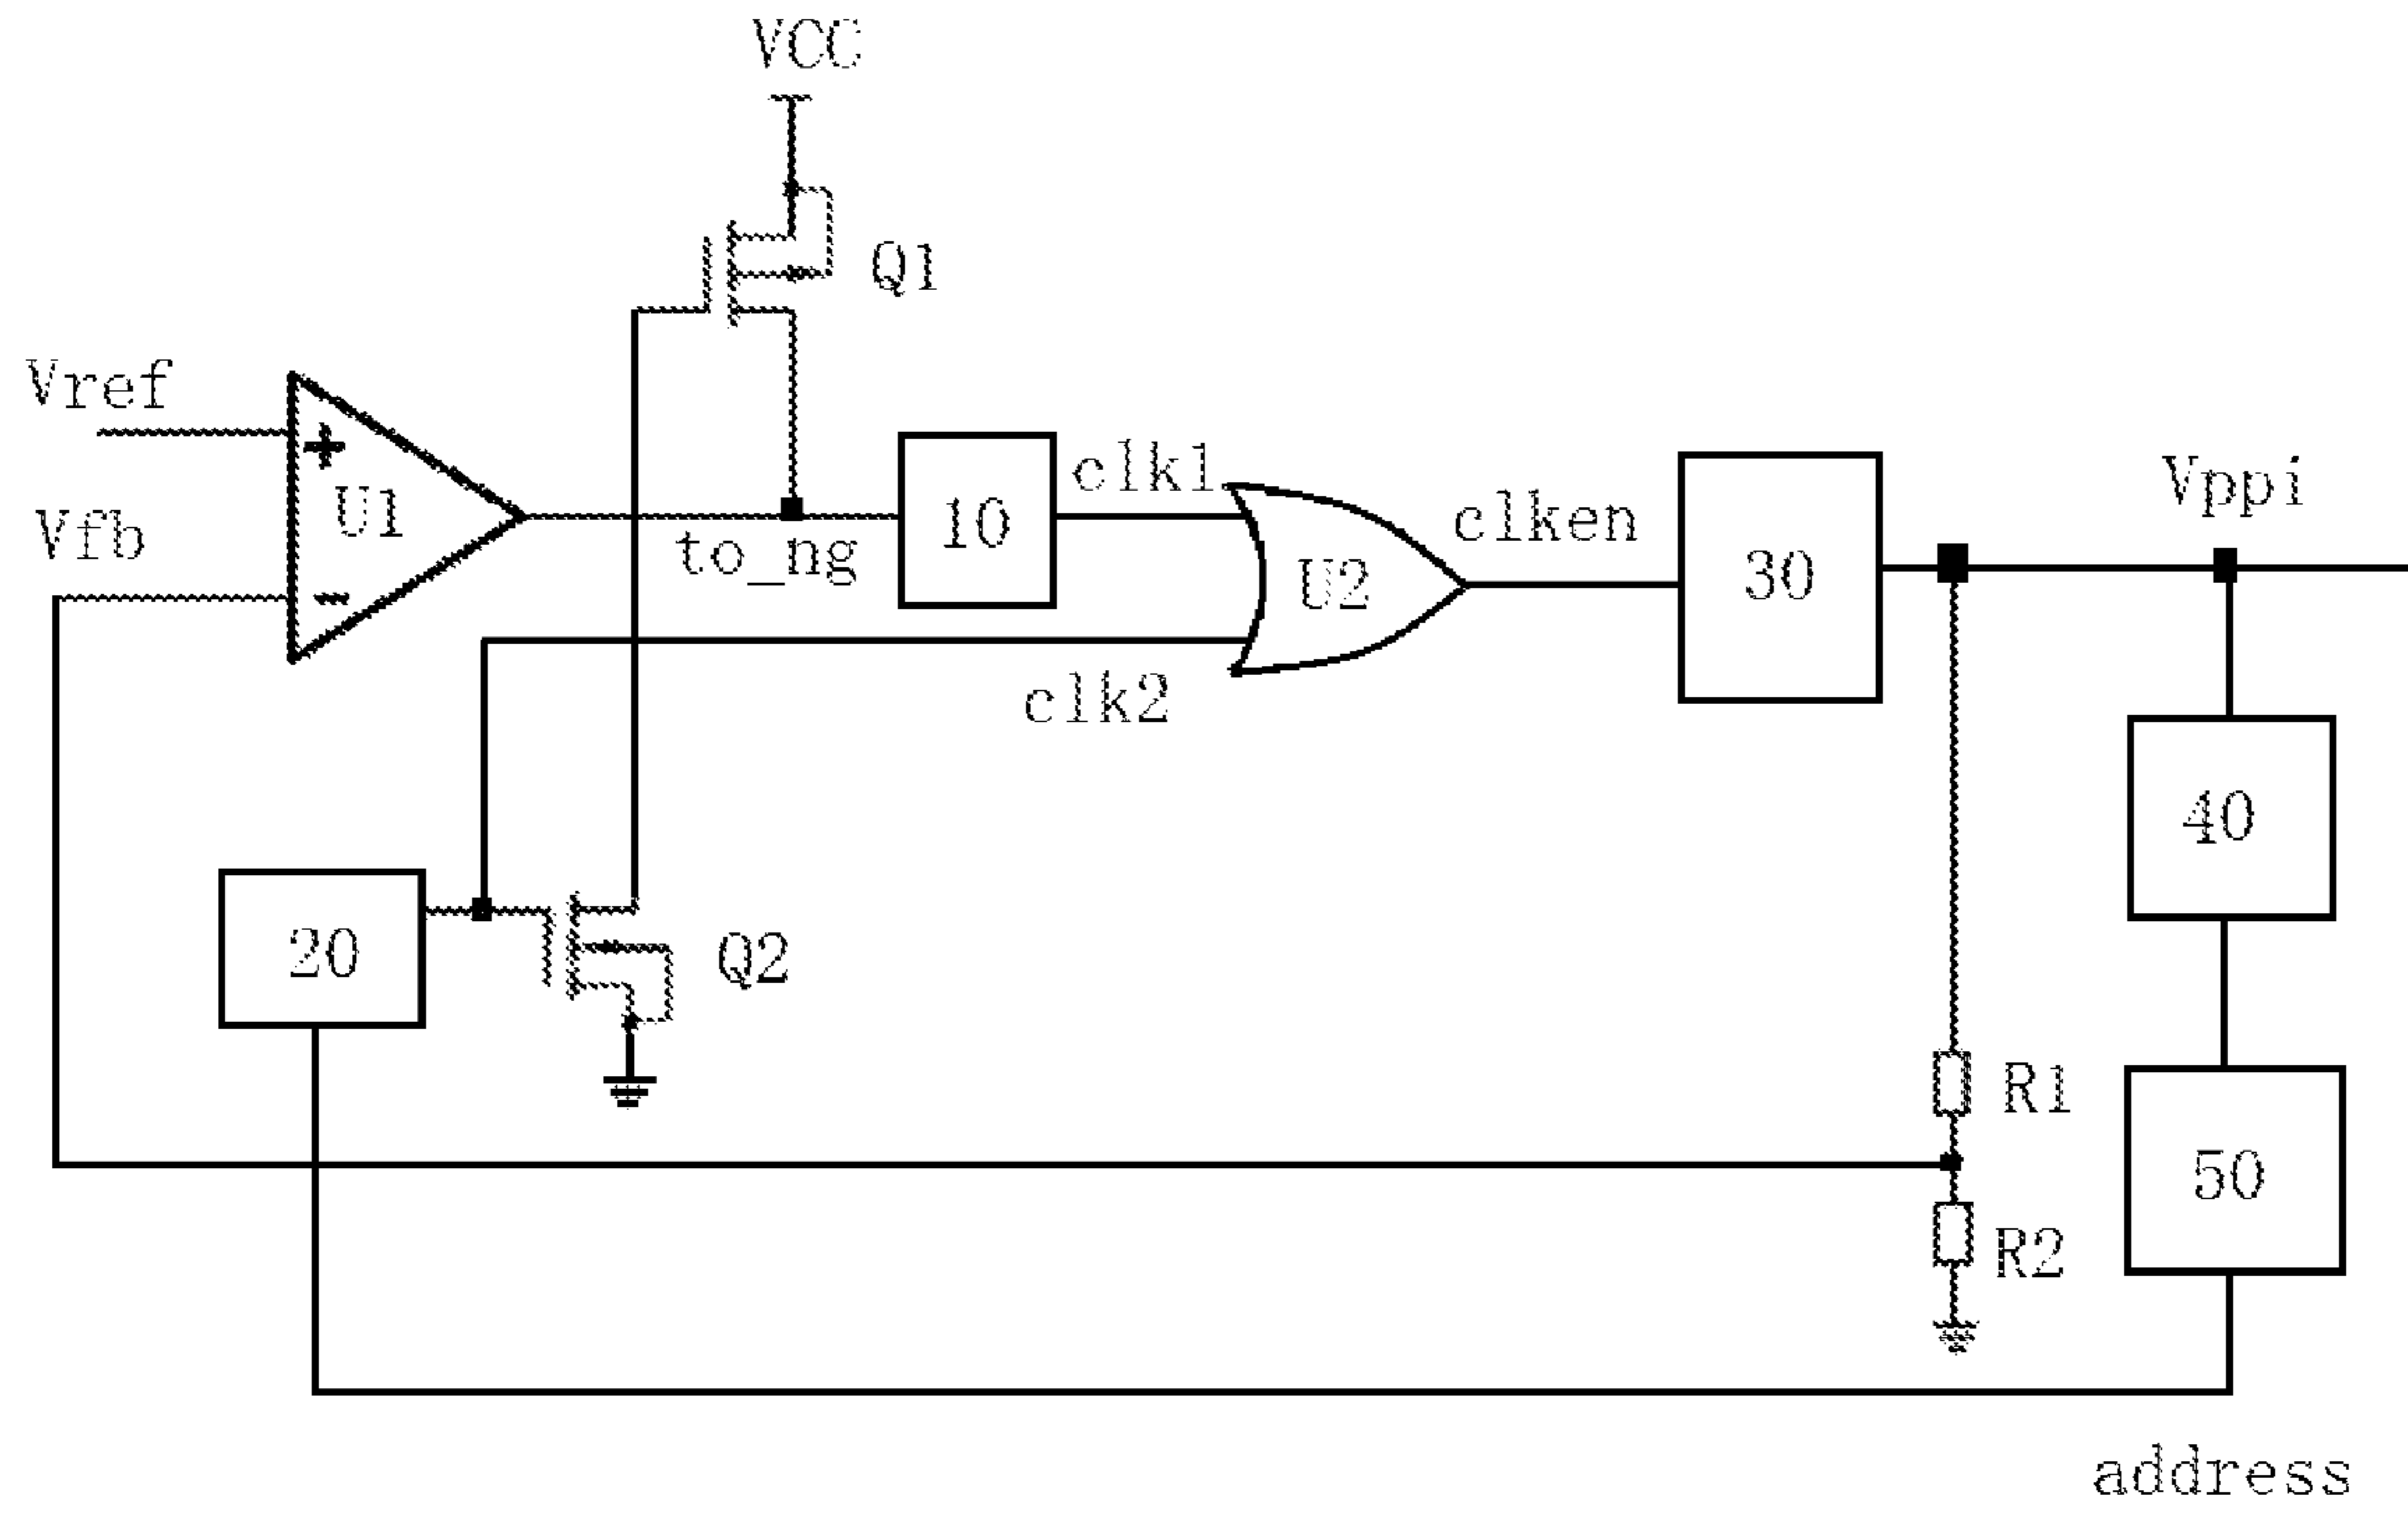 VCC
Q1
Vref
+
U1
Vfb
-
to_ng
10
clk1
clk2
U2
clken
30
Vppi
40
20
Q2
R1
50
R2
address